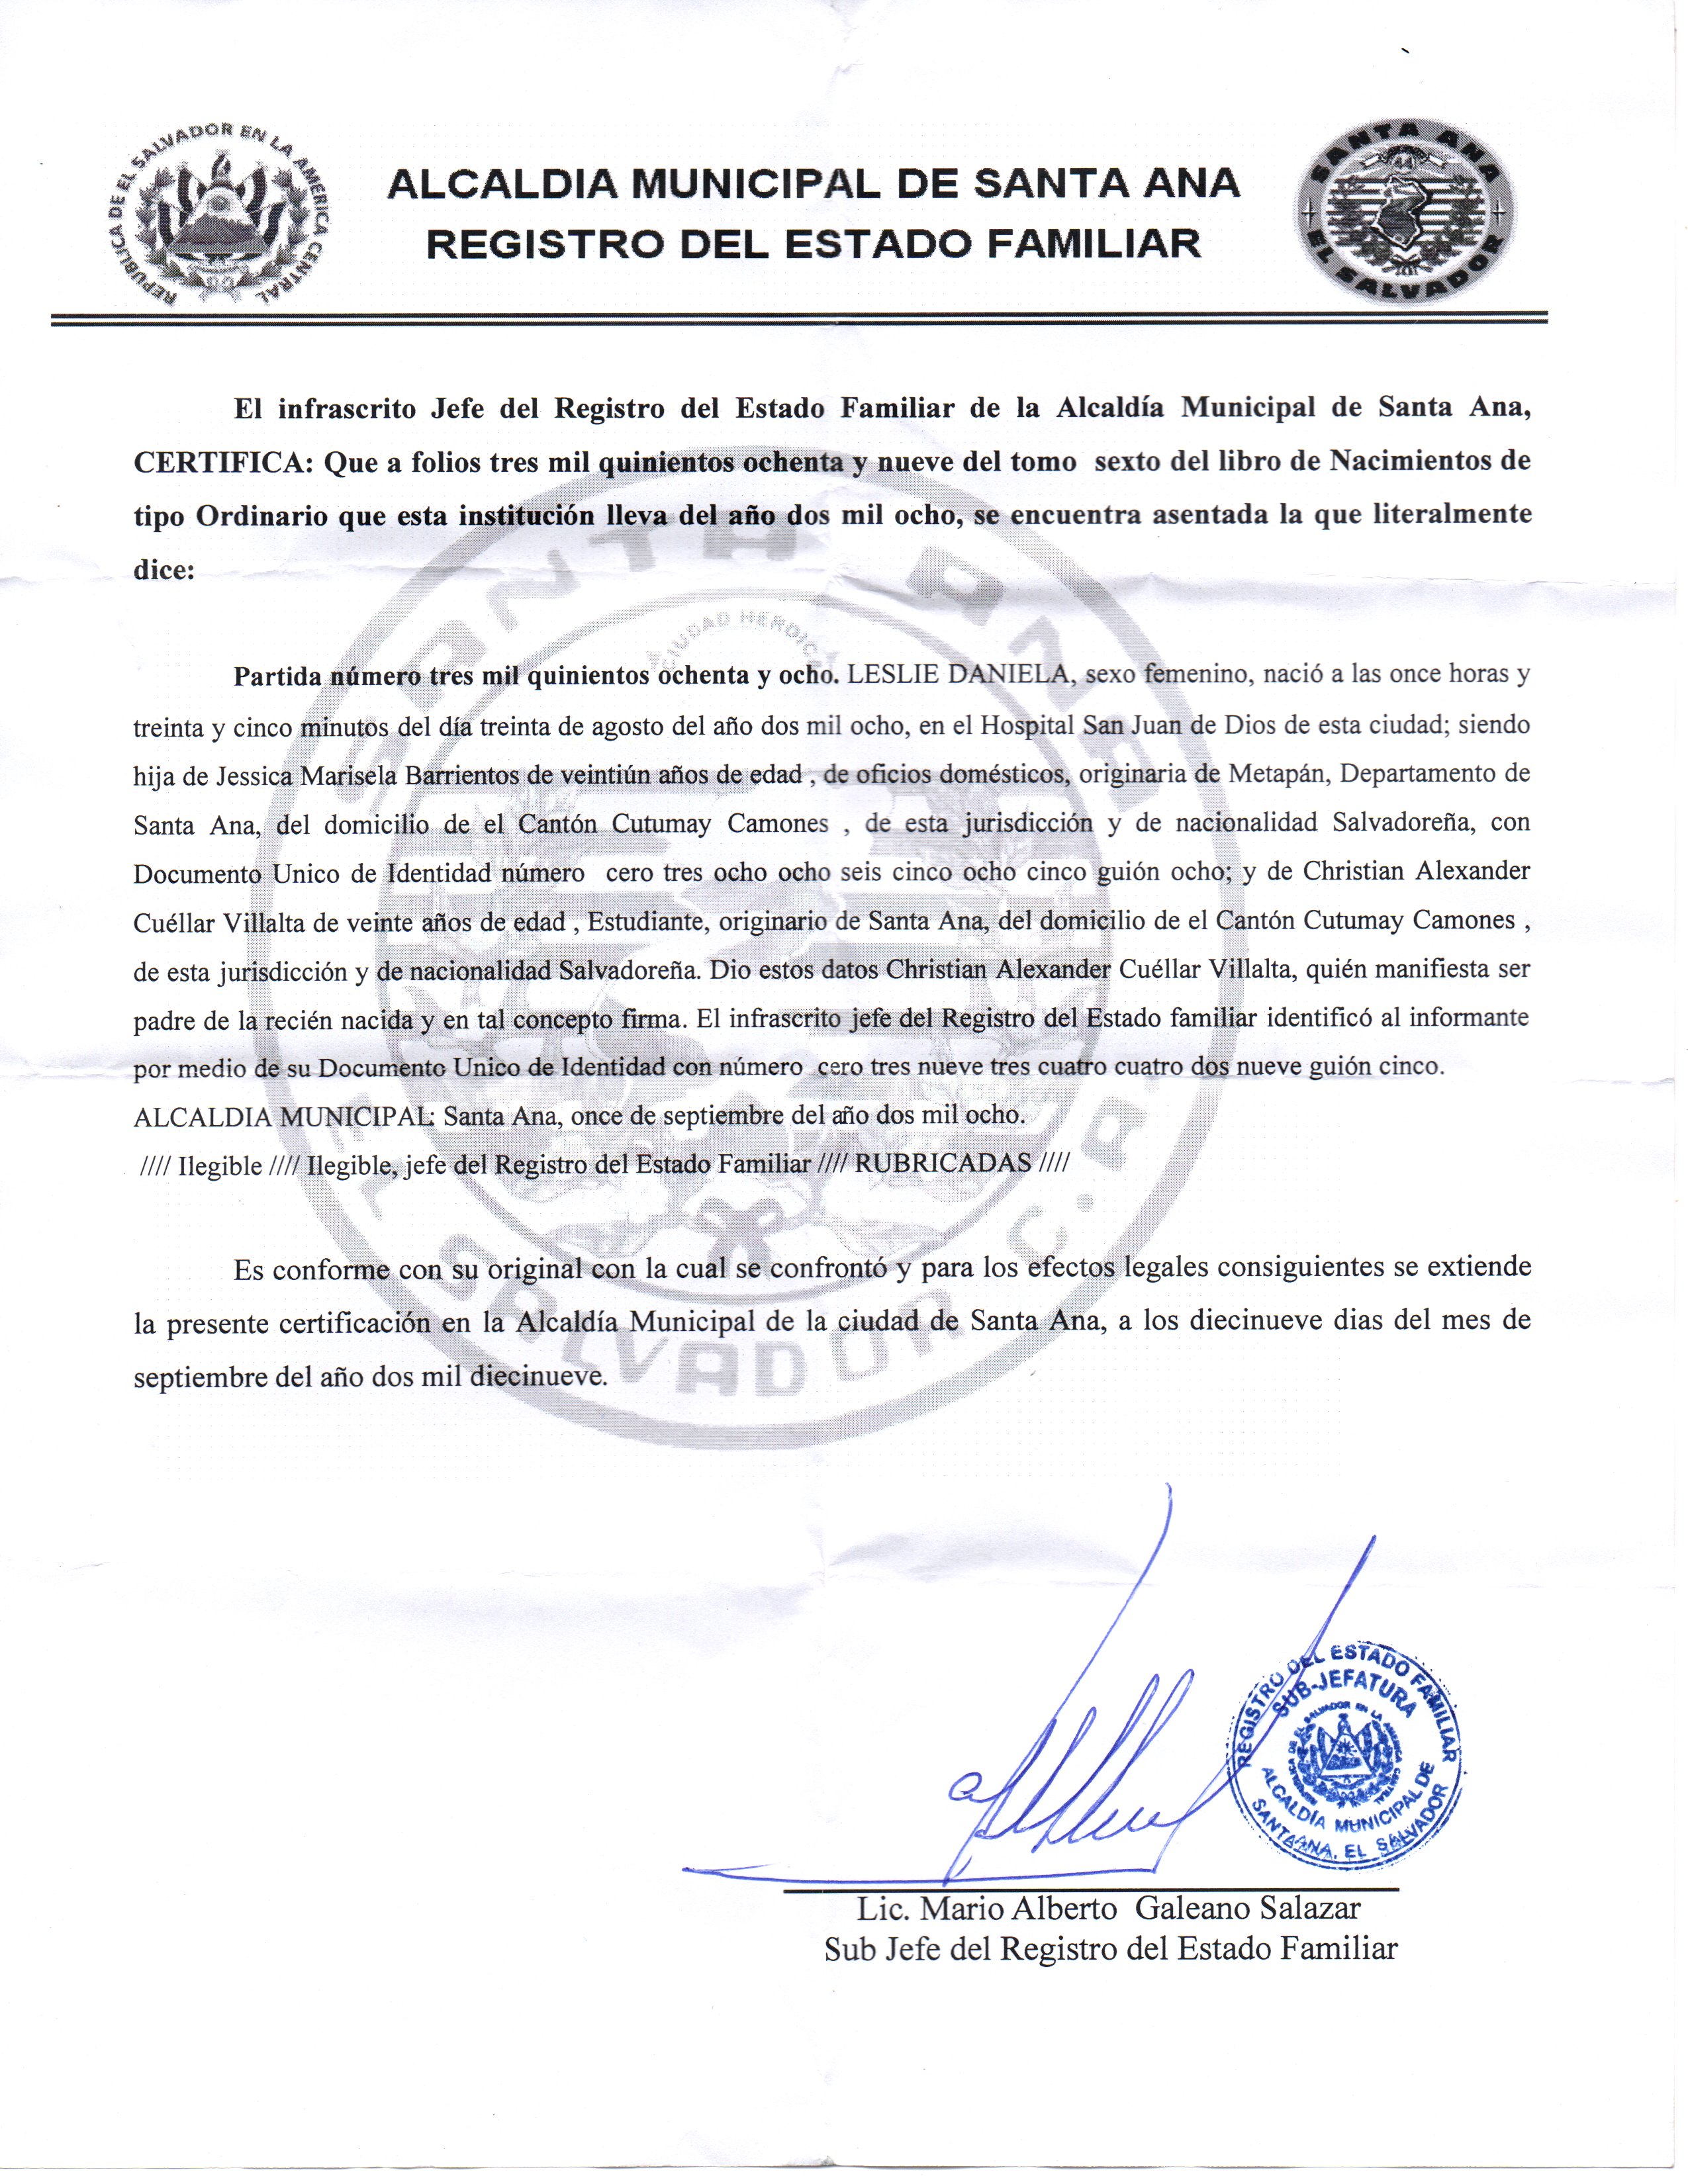 REPUBLICA DE EL SALVADOR EN LA AMERICA CENTRAL
ALCALDIA MUNICIPAL DE SANTA ANA
REGISTRO DEL ESTADO FAMILIAR
SANTA ANA
EL SALVADOR
El infrascrito Jefe del Registro del Estado Familiar de la Alcaldía Municipal de Santa Ana,
CERTIFICA: Que a folios tres mil quinientos ochenta y nueve del tomo sexto del libro de Nacimientos de
tipo Ordinario que esta institución lleva del año dos mil ocho, se encuentra asentada la que literalmente
dice:
SANTA ANA
CIUDAD HEROICA
EL SALVADOR C.A.
Partida número tres mil quinientos ochenta y ocho. LESLIE DANIELA, sexo femenino, nació a las once horas y
treinta y cinco minutos del día treinta de agosto del año dos mil ocho, en el Hospital San Juan de Dios de esta ciudad; siendo
hija de Jessica Marisela Barrientos de veintiún años de edad , de oficios domésticos, originaria de Metapán, Departamento de
Santa Ana, del domicilio de el Cantón Cutumay Camones , de esta jurisdicción y de nacionalidad Salvadoreña, con
Documento Unico de Identidad número cero tres ocho ocho seis cinco ocho cinco guión ocho; y de Christian Alexander
Cuéllar Villalta de veinte años de edad , Estudiante, originario de Santa Ana, del domicilio de el Cantón Cutumay Camones ,
de esta jurisdicción y de nacionalidad Salvadoreña. Dio estos datos Christian Alexander Cuéllar Villalta, quién manifiesta ser
padre de la recién nacida y en tal concepto firma. El infrascrito jefe del Registro del Estado familiar identificó al informante
por medio de su Documento Unico de Identidad con número cero tres nueve tres cuatro cuatro dos nueve guión cinco.
ALCALDIA MUNICIPAL: Santa Ana, once de septiembre del año dos mil ocho.
//// Ilegible //// Ilegible, jefe del Registro del Estado Familiar //// RUBRICADAS ////
Es conforme con su original con la cual se confrontó y para los efectos legales consiguientes se extiende
la presente certificación en la Alcaldía Municipal de la ciudad de Santa Ana, a los diecinueve dias del mes de
septiembre del año dos mil diecinueve.
REGISTRO DEL ESTADO FAMILIAR
SUB-JEFATURA
ALCALDÍA MUNICIPAL DE
SANTA ANA, EL SALVADOR
Lic. Mario Alberto Galeano Salazar
Sub Jefe del Registro del Estado Familiar